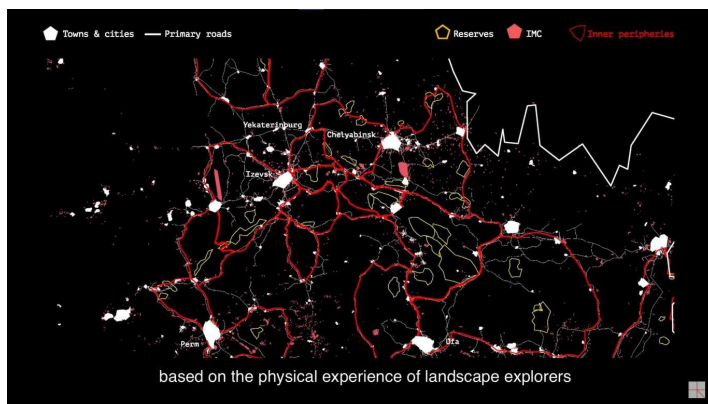 Towns & cities
Primary roads
Reserves
IMC
Inner peripheries
Yekaterinburg
Chelyabinsk
Izevsk
Perm
Ufa
based on the physical experience of landscape explorers